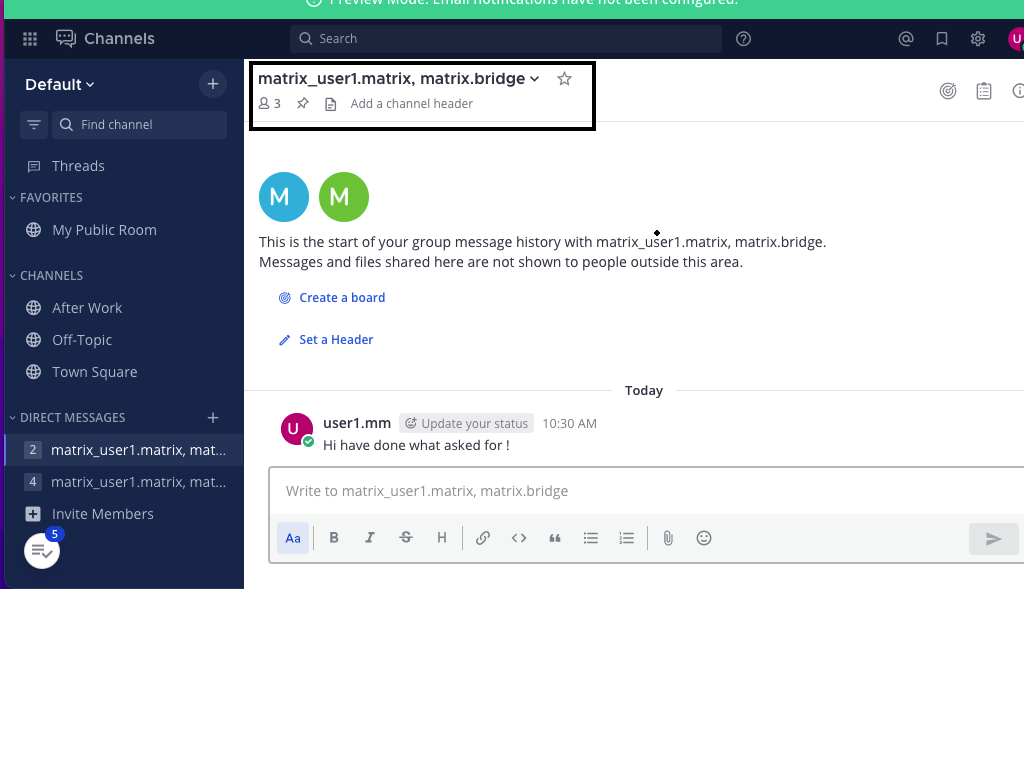 Preview Mode: Email notifications have not been configured.
Channels
Search
U
Default
Find channel
Threads
FAVORITES
My Public Room
CHANNELS
After Work
Off-Topic
Town Square
DIRECT MESSAGES
2 matrix_user1.matrix, mat...
4 matrix_user1.matrix, mat...
Invite Members
5
matrix_user1.matrix, matrix.bridge
3 Add a channel header
M M
This is the start of your group message history with matrix_user1.matrix, matrix.bridge.
Messages and files shared here are not shown to people outside this area.
Create a board
Set a Header
Today
U
user1.mm Update your status 10:30 AM
Hi have done what asked for !
Write to matrix_user1.matrix, matrix.bridge
Aa B I S H